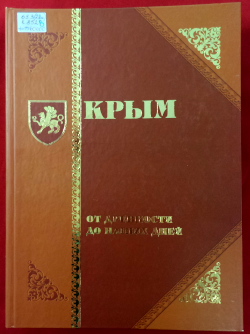 КРЫМ
ОТ ДРЕВНОСТИ
ДО НАШИХ ДНЕЙ